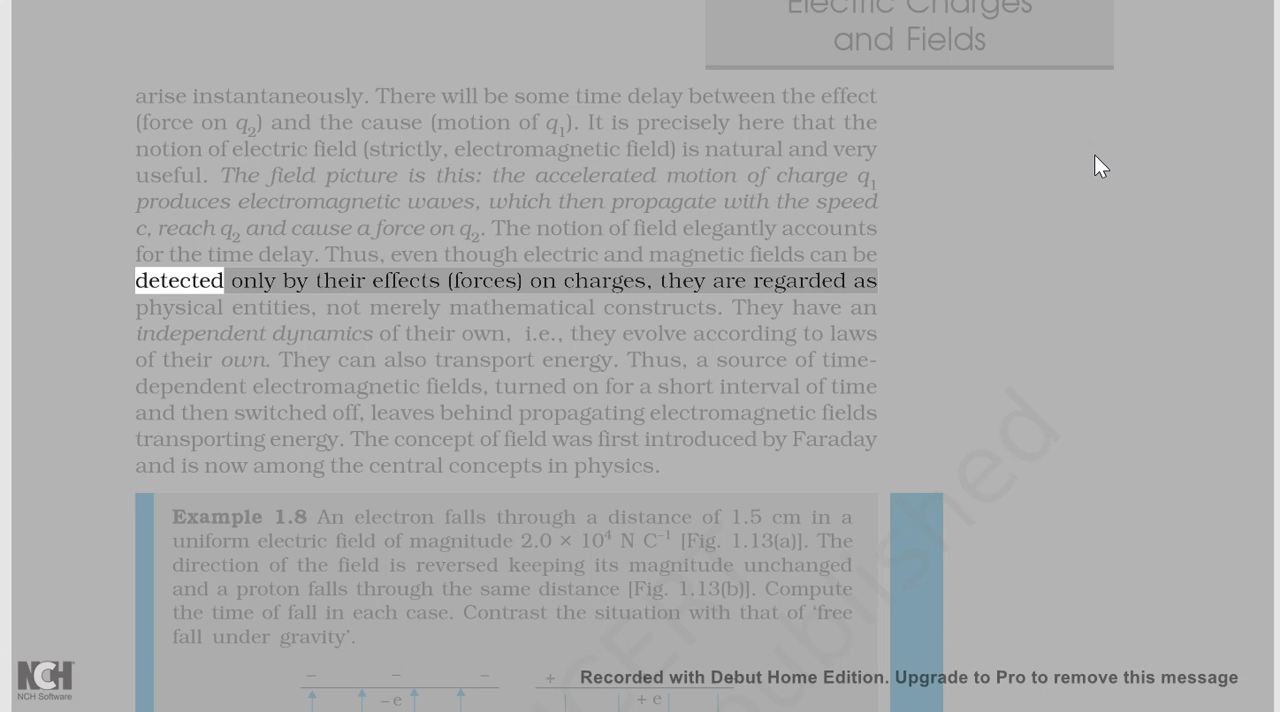 Electric Charges
and Fields
arise instantaneously. There will be some time delay between the effect
(force on q2) and the cause (motion of q1). It is precisely here that the
notion of electric field (strictly, electromagnetic field) is natural and very
useful. The field picture is this: the accelerated motion of charge q1
produces electromagnetic waves, which then propagate with the speed
c, reach q2 and cause a force on q2. The notion of field elegantly accounts
for the time delay. Thus, even though electric and magnetic fields can be
detected only by their effects (forces) on charges, they are regarded as
physical entities, not merely mathematical constructs. They have an
independent dynamics of their own, i.e., they evolve according to laws
of their own. They can also transport energy. Thus, a source of time-
dependent electromagnetic fields, turned on for a short interval of time
and then switched off, leaves behind propagating electromagnetic fields
transporting energy. The concept of field was first introduced by Faraday
and is now among the central concepts in physics.
Example 1.8 An electron falls through a distance of 1.5 cm in a
uniform electric field of magnitude 2.0 × 10⁴ N C⁻¹ [Fig. 1.13(a)]. The
direction of the field is reversed keeping its magnitude unchanged
and a proton falls through the same distance [Fig. 1.13(b)]. Compute
the time of fall in each case. Contrast the situation with that of ‘free
fall under gravity’.
– – – + 
–e + e
NCH
NCH Software
Recorded with Debut Home Edition. Upgrade to Pro to remove this message
published